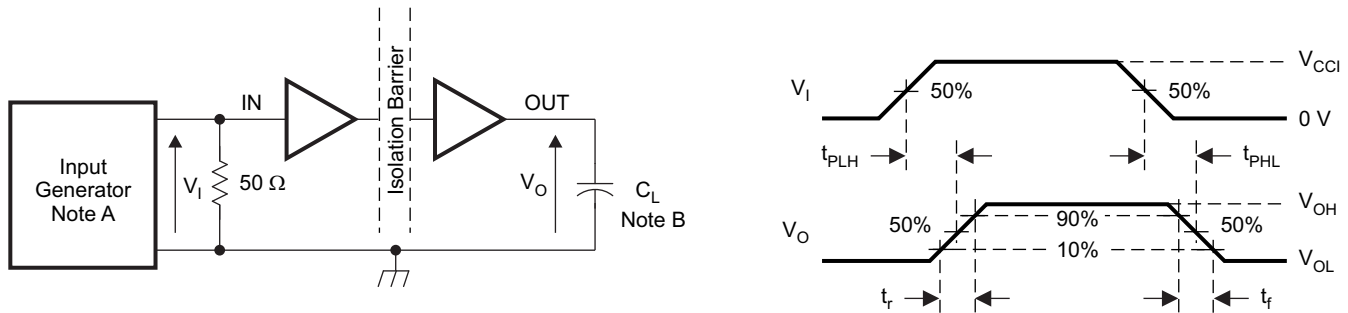 Input
Generator
Note A
V_I
50 Ω
IN
Isolation Barrier
OUT
V_O
C_L
Note B
V_I
50%
50%
V_CCI
0 V
t_PLH
t_PHL
V_O
50%
90%
10%
50%
V_OH
V_OL
t_r
t_f